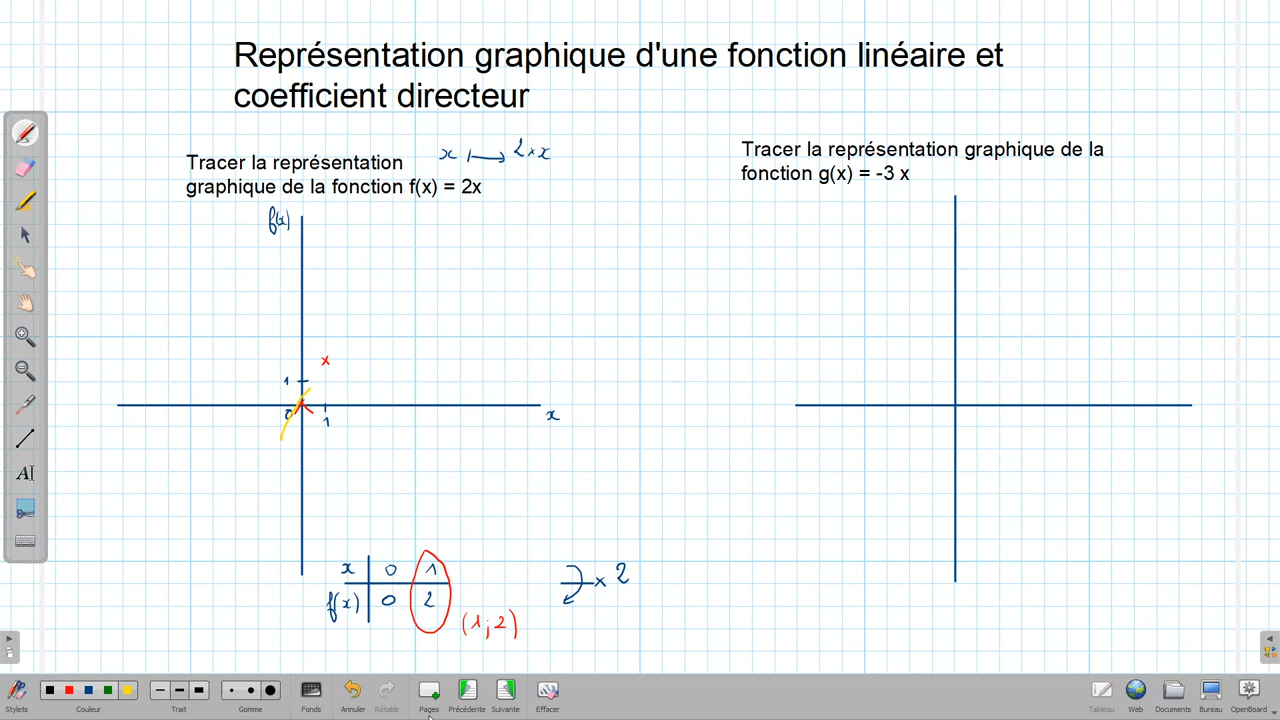 Représentation graphique d'une fonction linéaire et
coefficient directeur
Tracer la représentation
graphique de la fonction f(x) = 2x
x ↦ 2×x
f(x)
x
1
0
1
x 0 1
f(x) 0 2
(1;2)
× 2
Tracer la représentation graphique de la
fonction g(x) = -3 x
AI
Stylets
Couleur
Trait
Gomme
Fonds
Annuler
Rétablir
Pages
Précédente
Suivante
Effacer
Tableau
Web
Documents
Bureau
OpenBoard